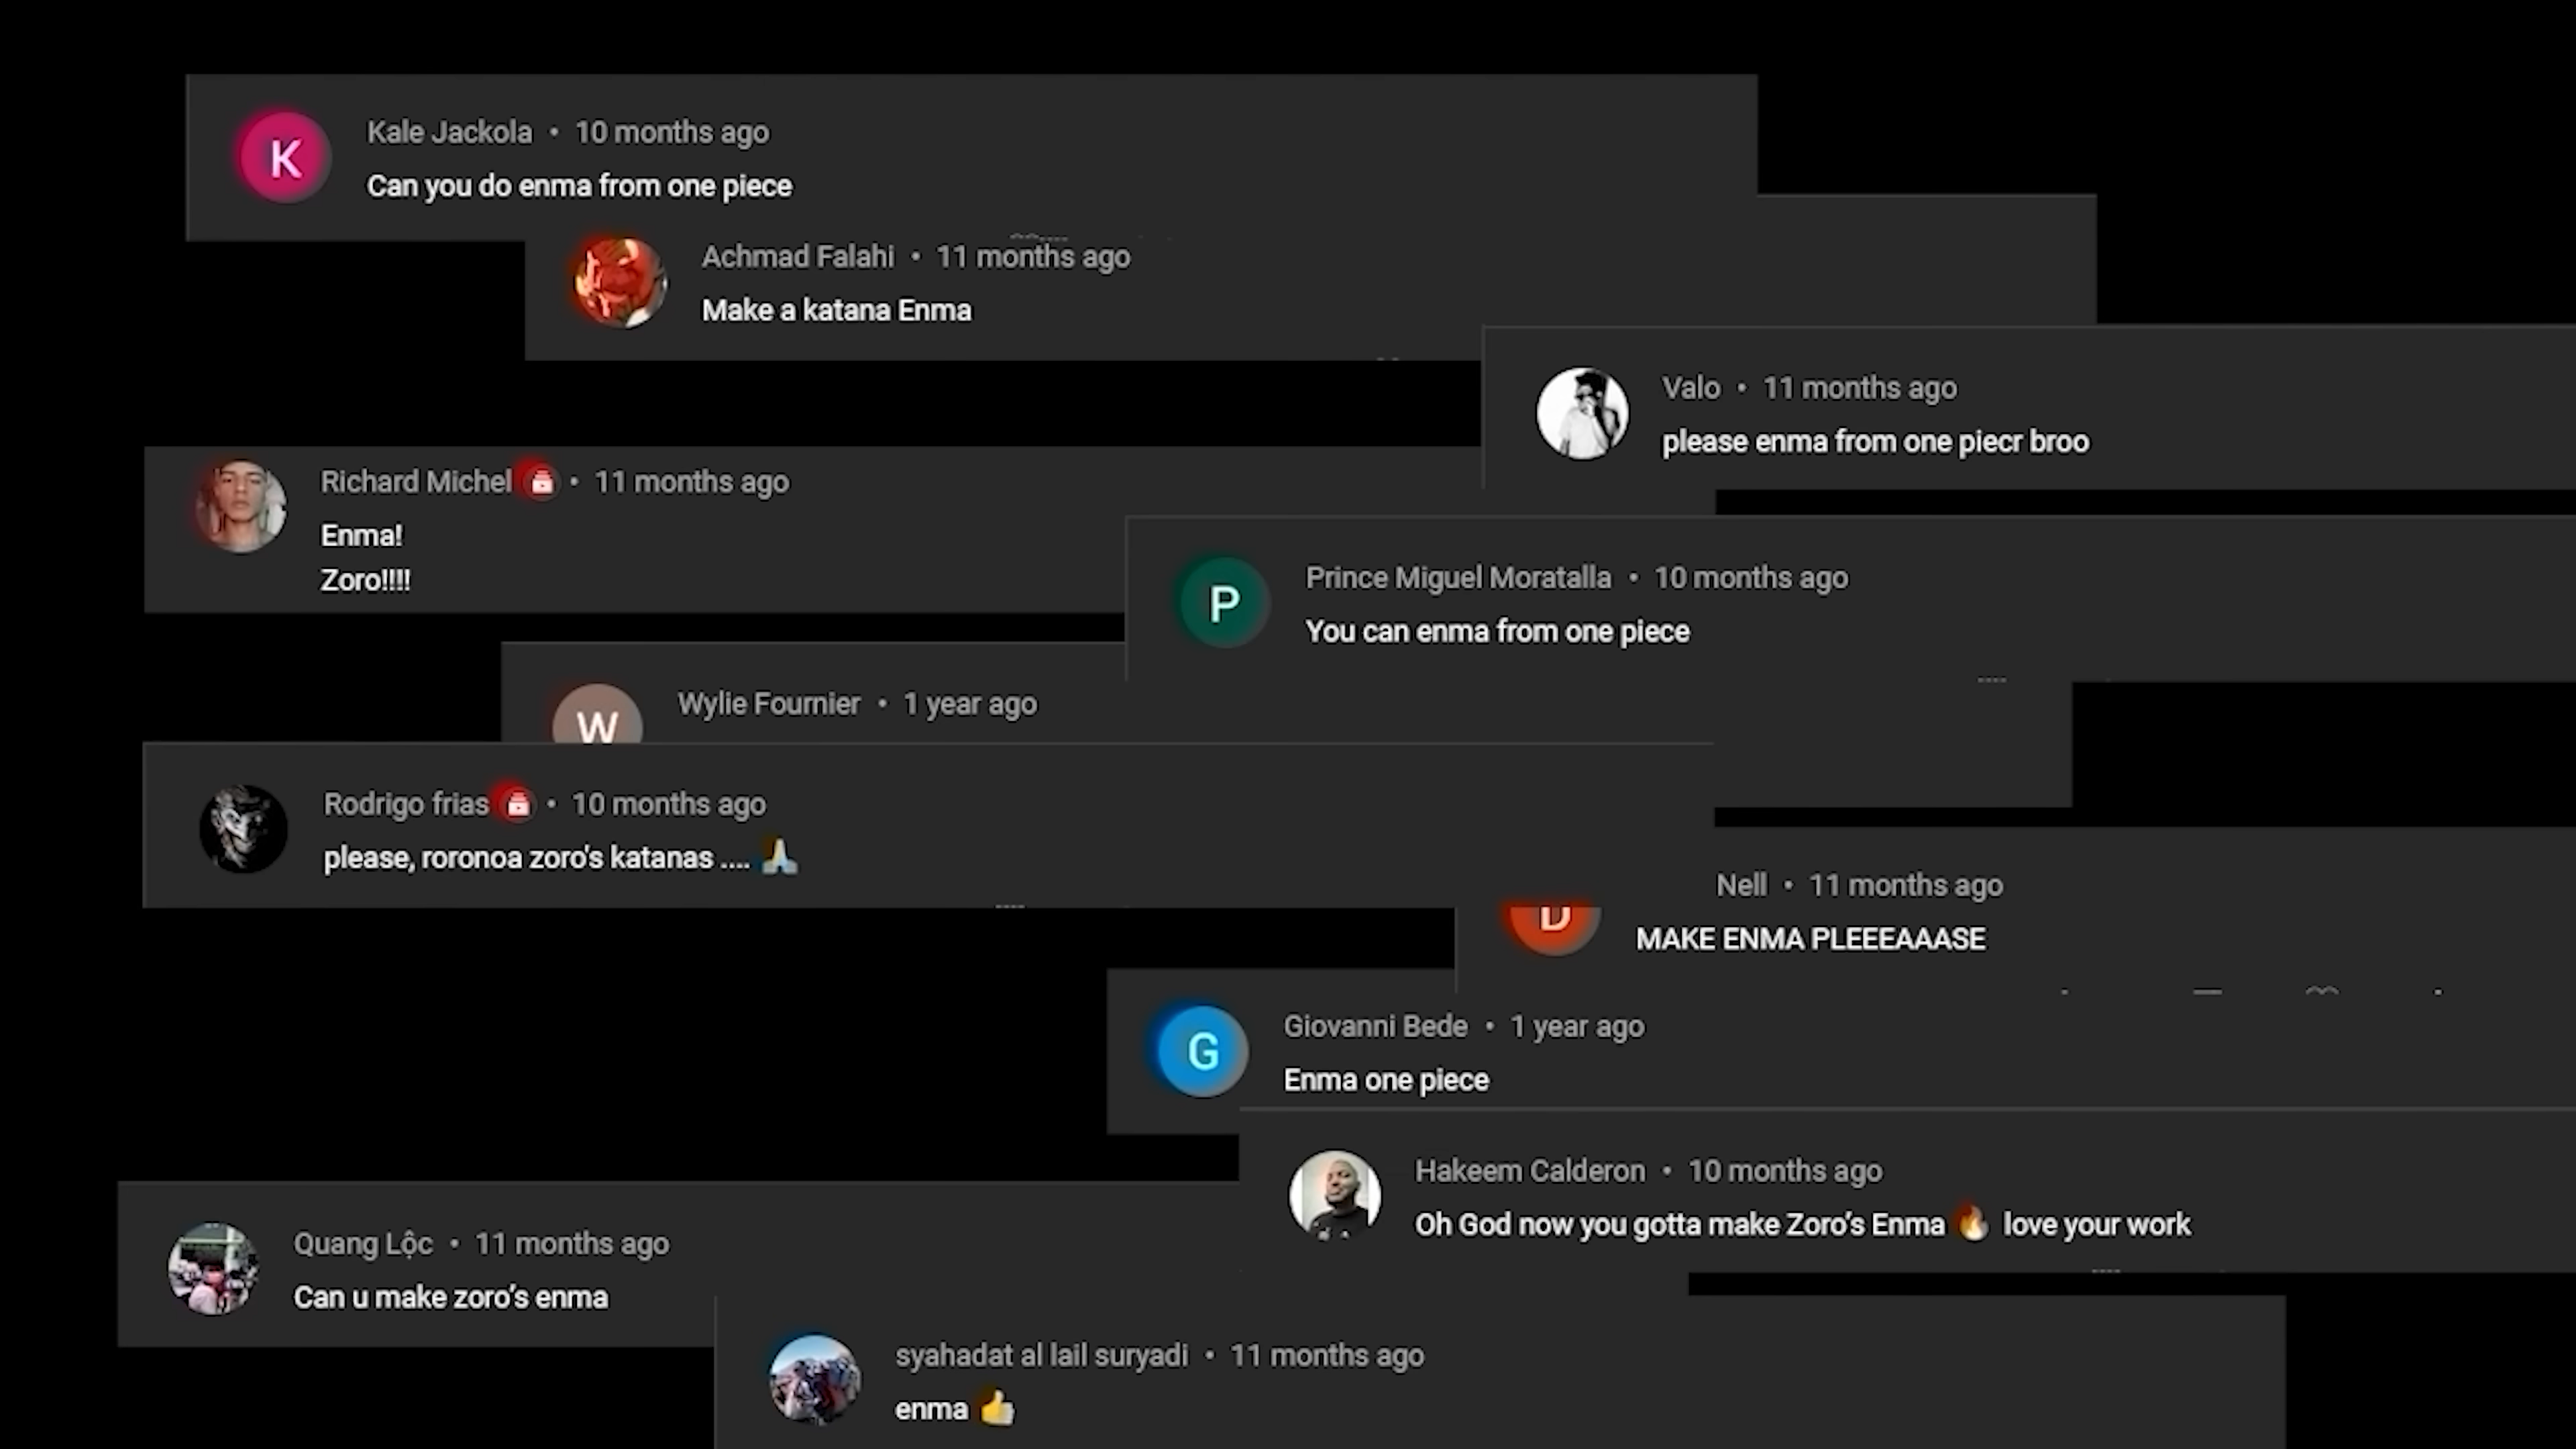 K
Kale Jackola • 10 months ago
Can you do enma from one piece
Achmad Falahi • 11 months ago
Make a katana Enma
Valo • 11 months ago
please enma from one piecr broo
Richard Michel • 11 months ago
Enma!
Zoro!!!!
P
Prince Miguel Moratalla • 10 months ago
You can enma from one piece
W
Wylie Fournier • 1 year ago
Rodrigo frias • 10 months ago
please, roronoa zoro's katanas .... 🙏
Nell • 11 months ago
D
MAKE ENMA PLEEEAAASE
G
Giovanni Bede • 1 year ago
Enma one piece
Hakeem Calderon • 10 months ago
Oh God now you gotta make Zoro’s Enma 🔥 love your work
Quang Lộc • 11 months ago
Can u make zoro’s enma
syahadat al lail suryadi • 11 months ago
enma 👍